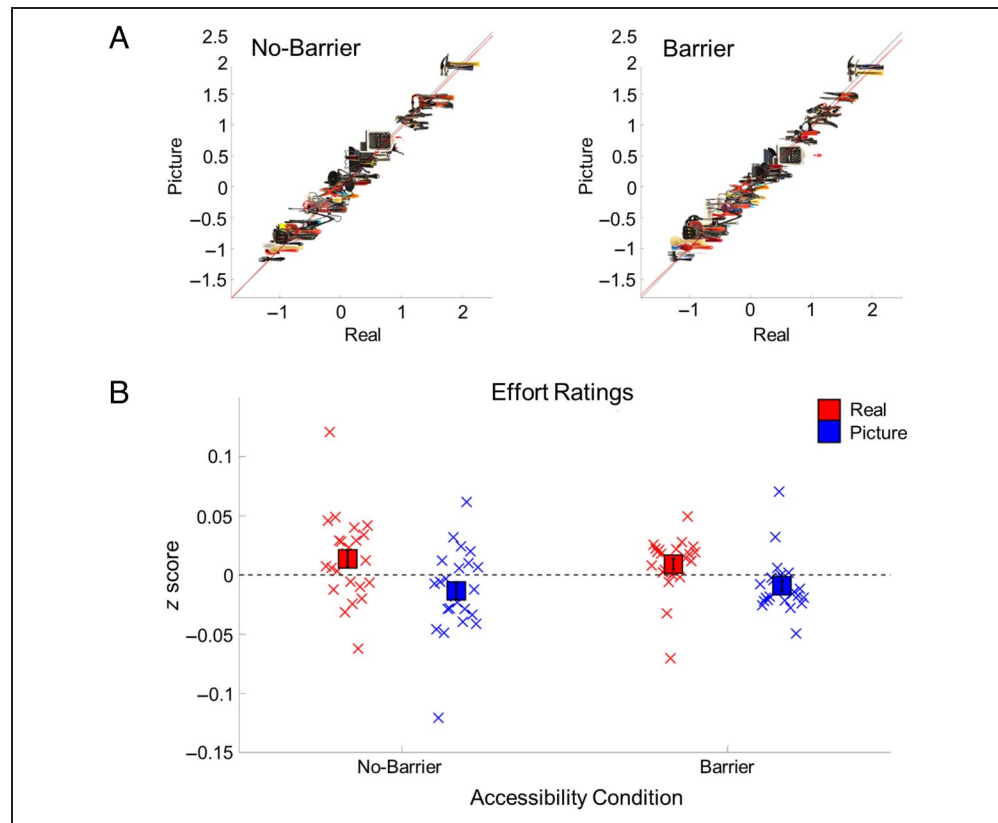 A
No-Barrier
Barrier
2.5
2
1.5
1
0.5
0
−0.5
−1
−1.5
Picture
−1 0 1 2
Real
2.5
2
1.5
1
0.5
0
−0.5
−1
−1.5
Picture
−1 0 1 2
Real
B
Effort Ratings
Real
Picture
0.1
0.05
0
−0.05
−0.1
−0.15
z score
No-Barrier Barrier
Accessibility Condition